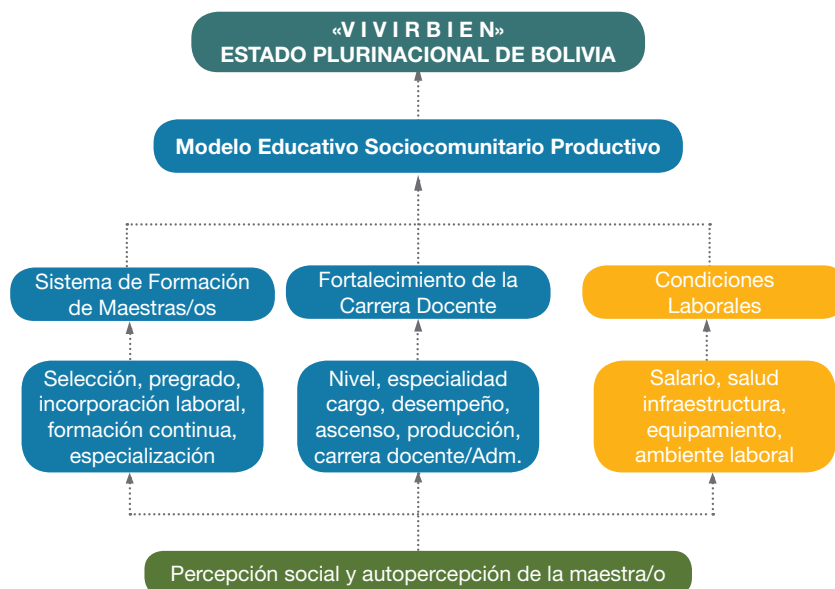 «V I V I R B I E N»
ESTADO PLURINACIONAL DE BOLIVIA
Modelo Educativo Sociocomunitario Productivo
Sistema de Formación
de Maestras/os
Fortalecimiento de la
Carrera Docente
Condiciones
Laborales
Selección, pregrado,
incorporación laboral,
formación continua,
especialización
Nivel, especialidad
cargo, desempeño,
ascenso, producción,
carrera docente/Adm.
Salario, salud
infraestructura,
equipamiento,
ambiente laboral
Percepción social y autopercepción de la maestra/o